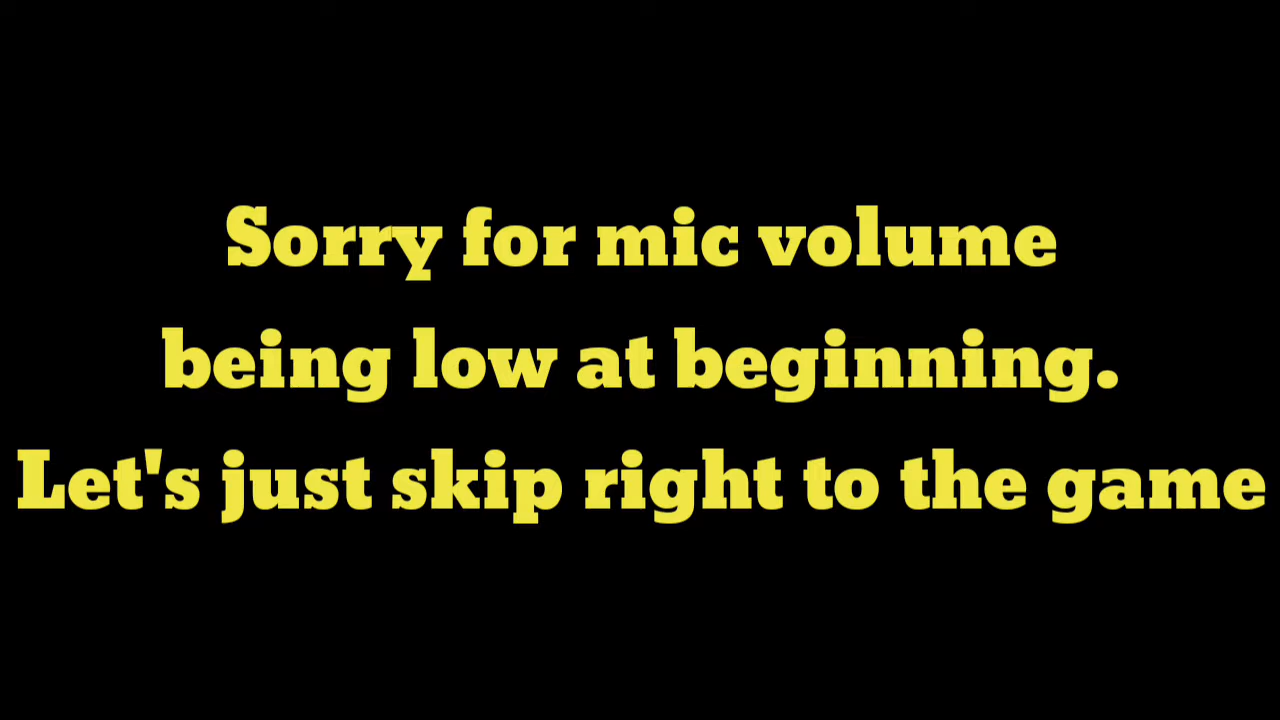 Sorry for mic volume
being low at beginning.
Let's just skip right to the game